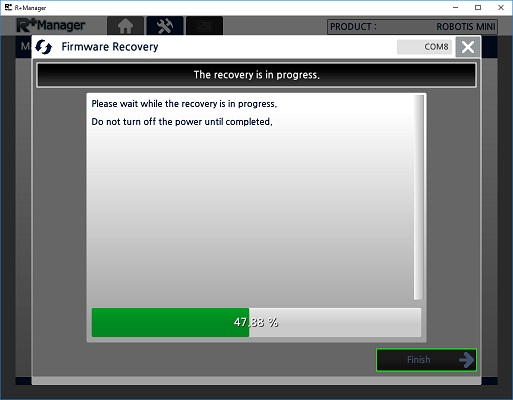 R+Manager
R+Manager
PRODUCT : ROBOTIS MINI
Firmware Recovery
COM8
The recovery is in progress.
Please wait while the recovery is in progress.
Do not turn off the power until completed.
47.88 %
Finish